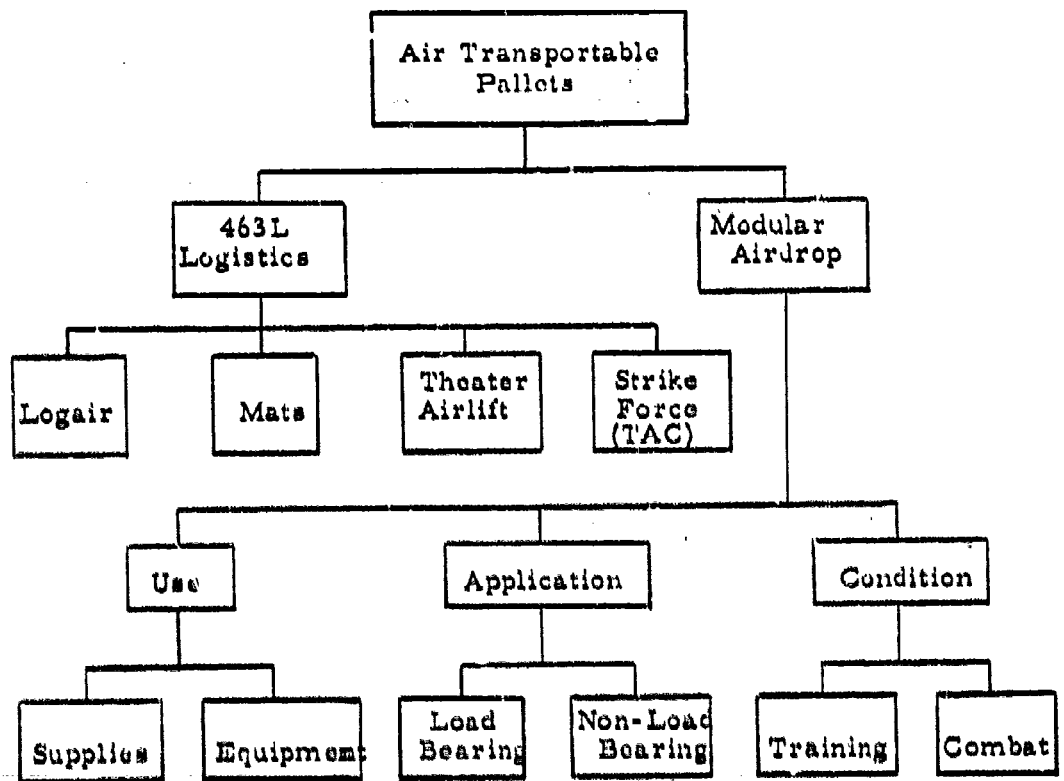 Air Transportable
Pallets
463L
Logistics
Modular
Airdrop
Logair
Mats
Theater
Airlift
Strike
Force
(TAC)
Use
Application
Condition
Supplies
Equipment
Load
Bearing
Non-Load
Bearing
Training
Combat